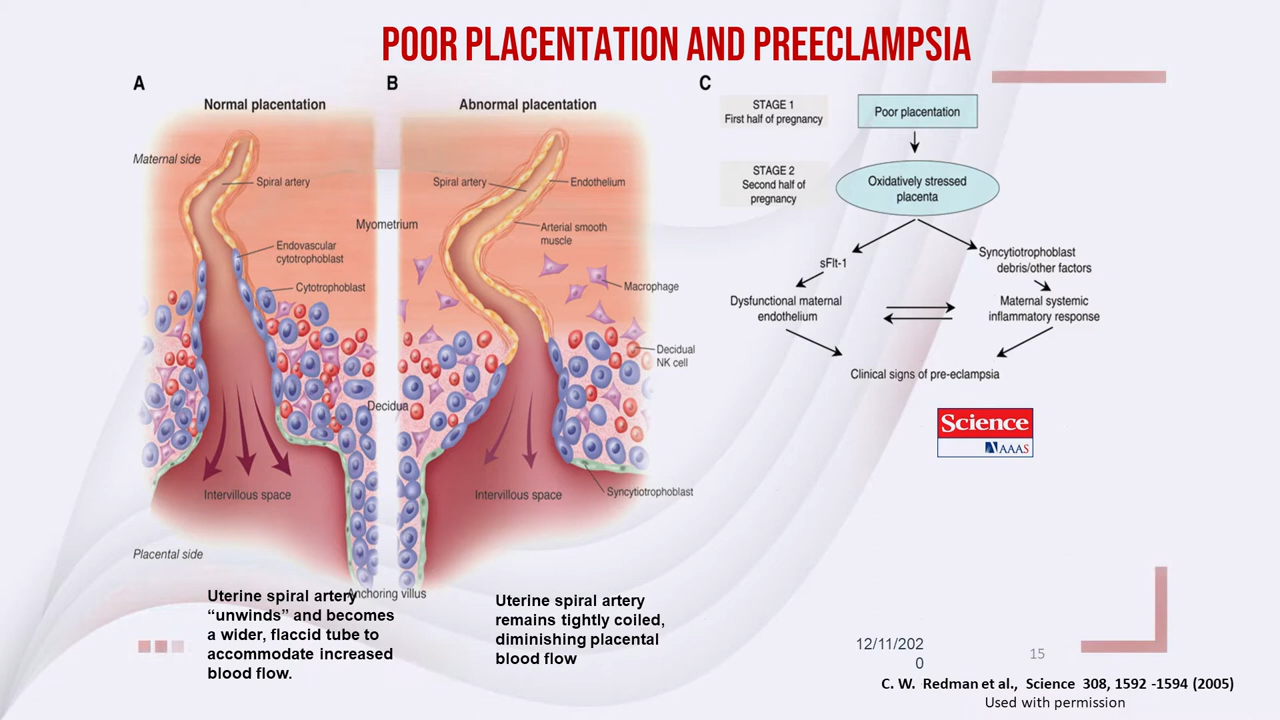 POOR PLACENTATION AND PREECLAMPSIA
A
Normal placentation
Maternal side
Spiral artery
Myometrium
Endovascular
cytotrophoblast
Cytotrophoblast
Decidua
Intervillous space
Placental side
Anchoring villus
Uterine spiral artery
“unwinds” and becomes
a wider, flaccid tube to
accommodate increased
blood flow.
B
Abnormal placentation
Spiral artery
Endothelium
Arterial smooth
muscle
Macrophage
Decidual
NK cell
Intervillous space
Syncytiotrophoblast
Uterine spiral artery
remains tightly coiled,
diminishing placental
blood flow
C
STAGE 1
First half of pregnancy
Poor placentation
STAGE 2
Second half of
pregnancy
Oxidatively stressed
placenta
sFlt-1
Syncytiotrophoblast
debris/other factors
Dysfunctional maternal
endothelium
Maternal systemic
inflammatory response
Clinical signs of pre-eclampsia
Science
AAAS
12/11/202
0
15
C. W. Redman et al., Science 308, 1592 -1594 (2005)
Used with permission